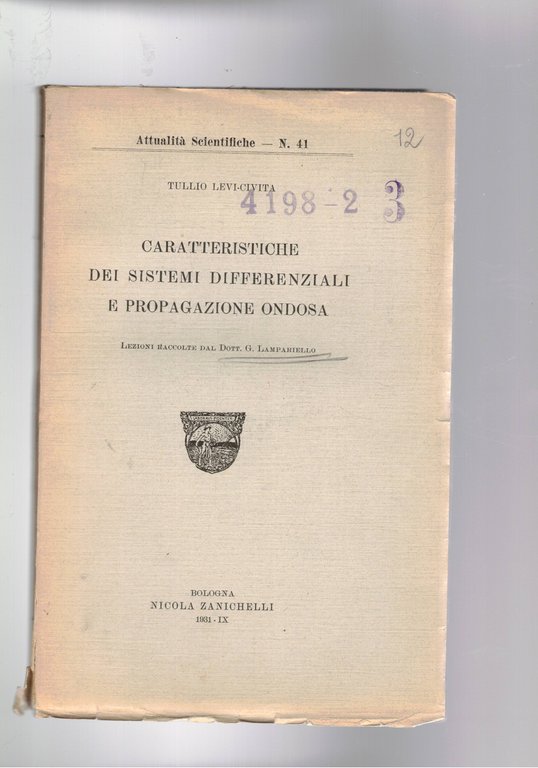 Attualità Scientifiche — N. 41
12
TULLIO LEVI-CIVITA
4198-2 3
CARATTERISTICHE
DEI SISTEMI DIFFERENZIALI
E PROPAGAZIONE ONDOSA
LEZIONI RACCOLTE DAL DOTT. G. LAMPARIELLO
BOLOGNA
NICOLA ZANICHELLI
1931 - IX